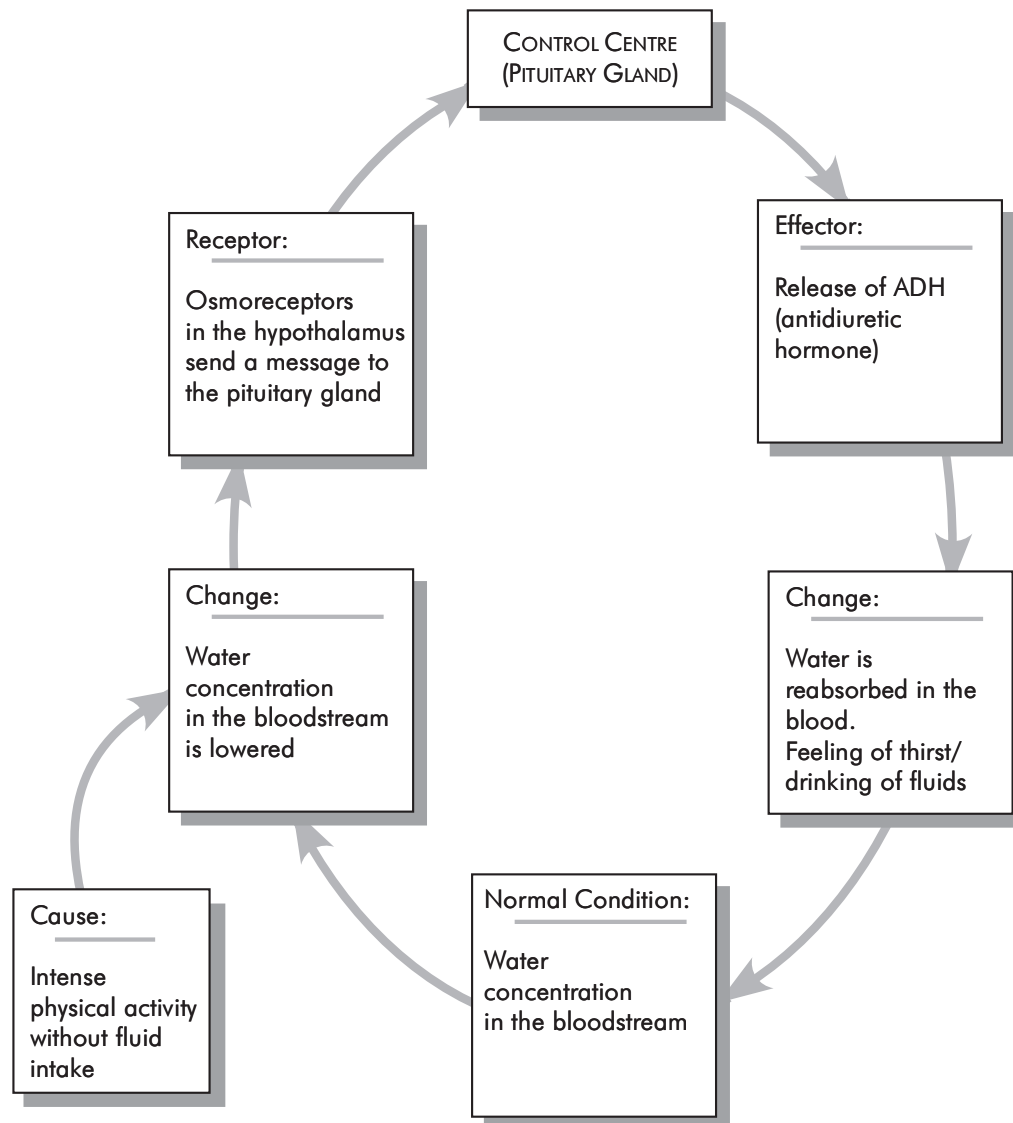 CONTROL CENTRE
(PITUITARY GLAND)
Receptor:
Osmoreceptors
in the hypothalamus
send a message to
the pituitary gland
Effector:
Release of ADH
(antidiuretic
hormone)
Change:
Water
concentration
in the bloodstream
is lowered
Change:
Water is
reabsorbed in the
blood.
Feeling of thirst/
drinking of fluids
Cause:
Intense
physical activity
without fluid
intake
Normal Condition:
Water
concentration
in the bloodstream